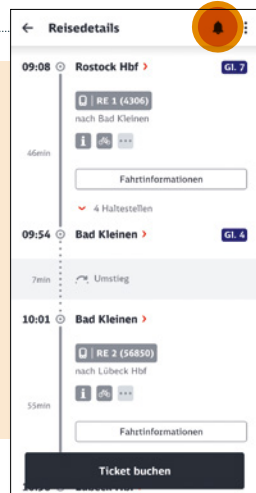 Reisedetails
09:08 Rostock Hbf Gl. 7
RE 1 (4306)
nach Bad Kleinen
46min
Fahrtinformationen
4 Haltestellen
09:54 Bad Kleinen Gl. 4
7min Umstieg
10:01 Bad Kleinen
RE 2 (56850)
nach Lübeck Hbf
55min
Fahrtinformationen
Ticket buchen